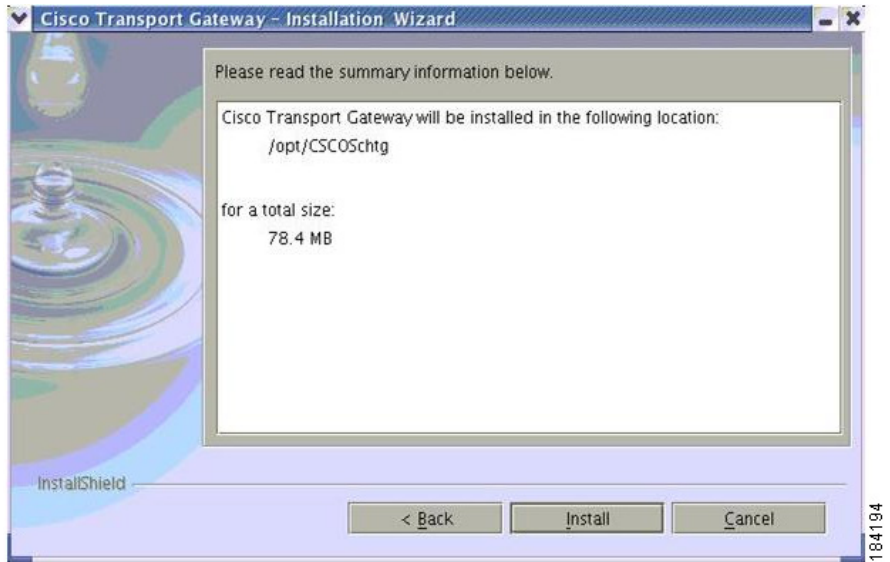 Cisco Transport Gateway - Installation Wizard
Please read the summary information below.
Cisco Transport Gateway will be installed in the following location:
/opt/CSCOSchtg
for a total size:
78.4 MB
InstallShield
< Back
Install
Cancel
184194